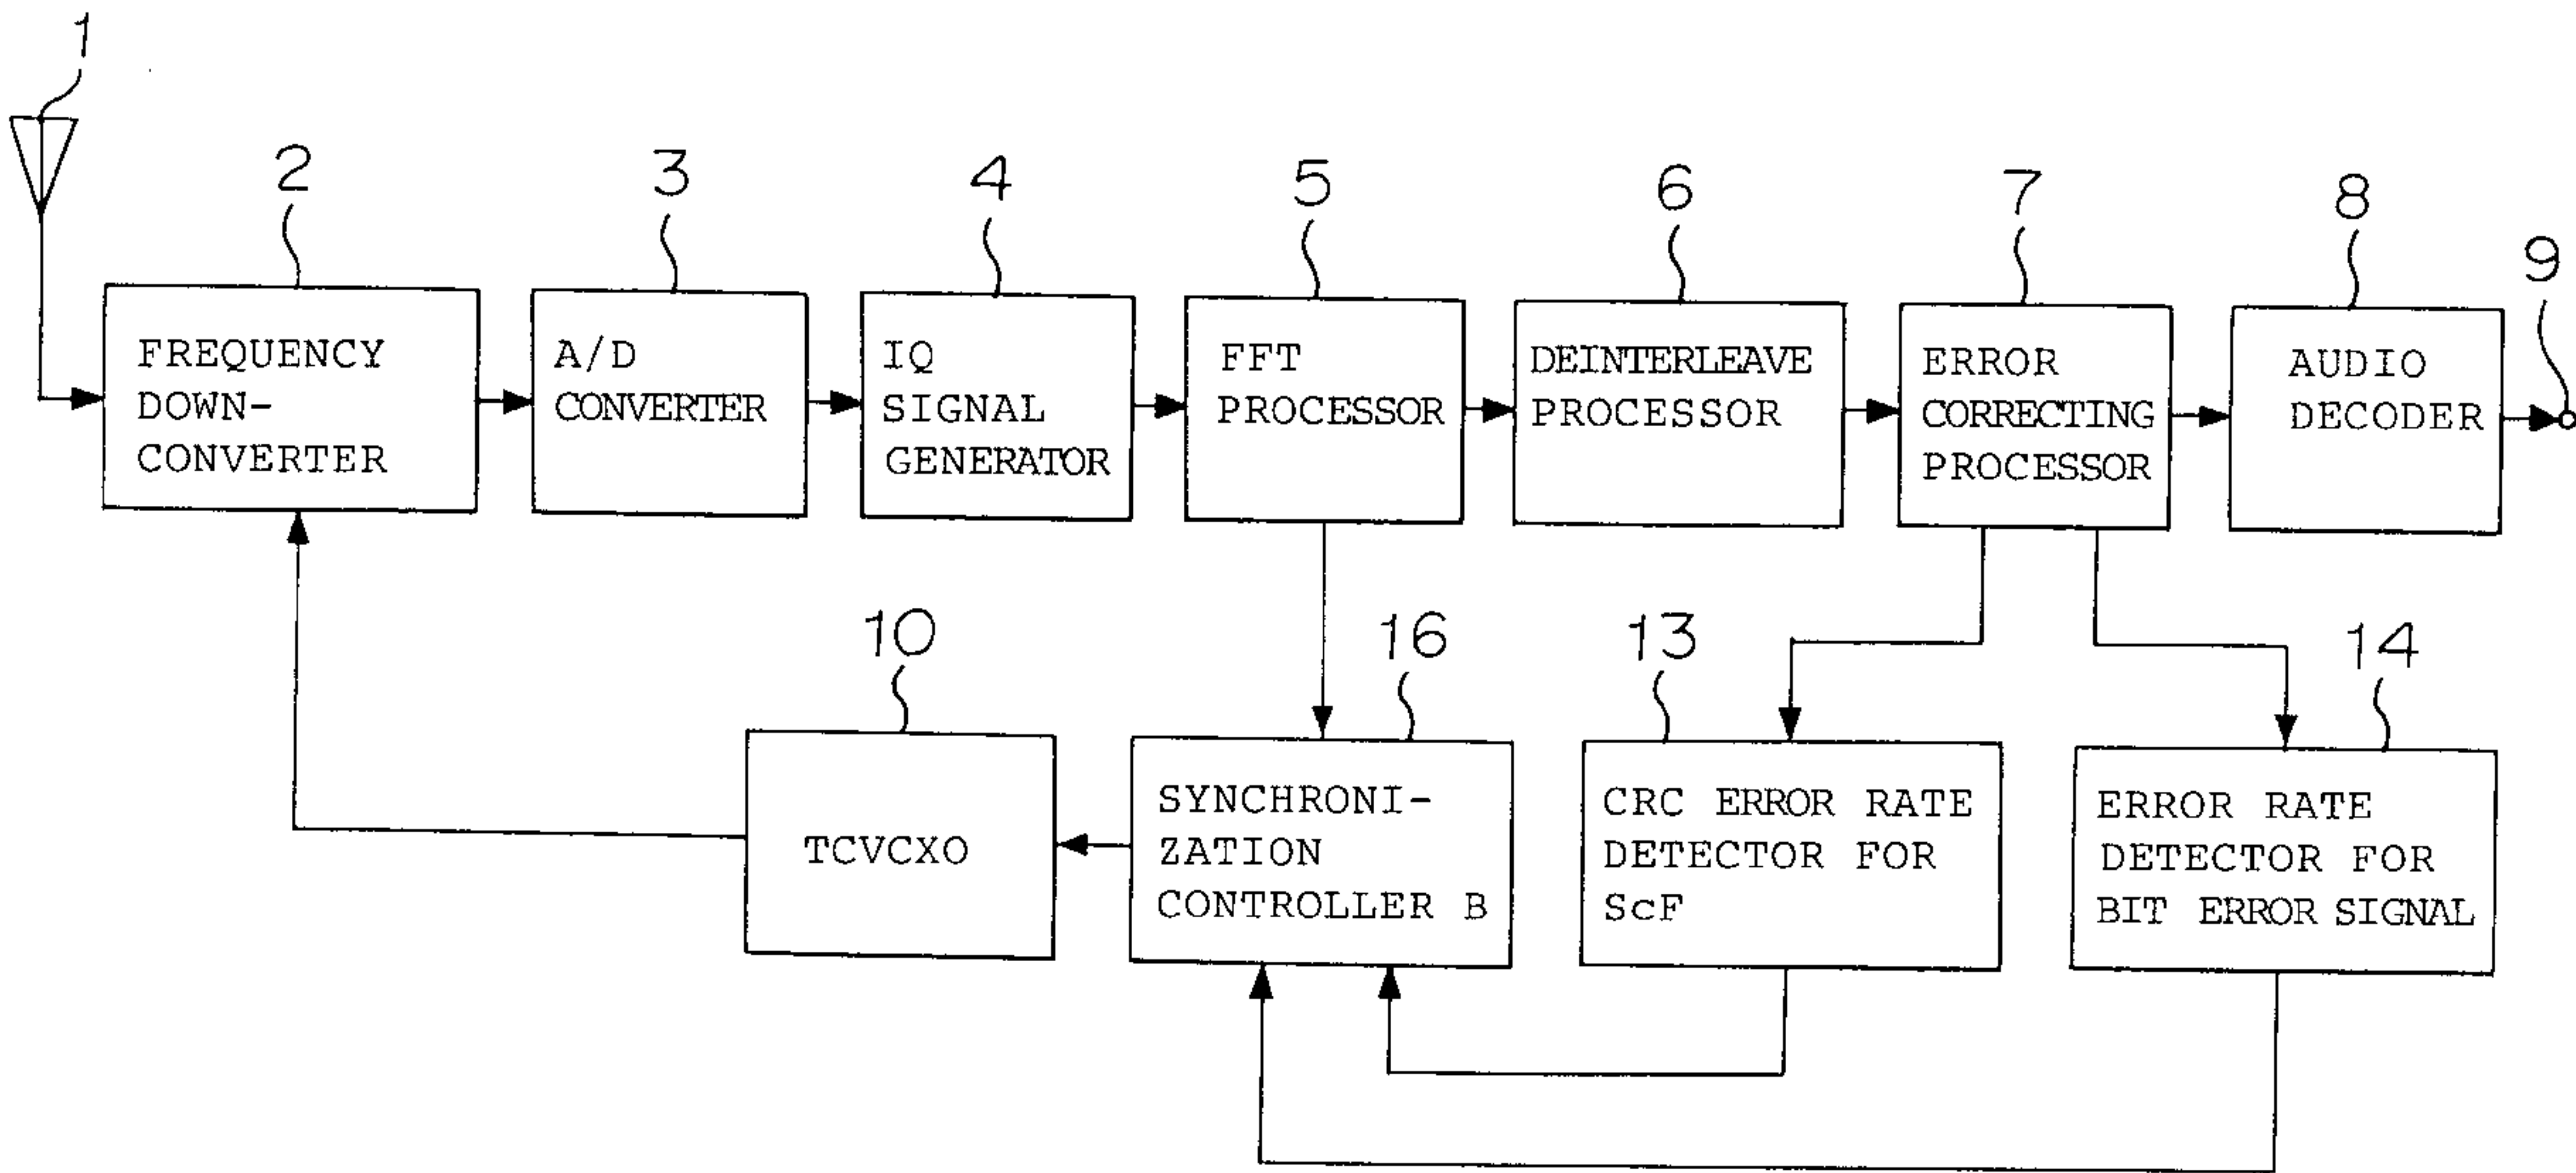 1
2
3
4
5
6
7
8
9
FREQUENCY
DOWN-
CONVERTER
A/D
CONVERTER
IQ
SIGNAL
GENERATOR
FFT
PROCESSOR
DEINTERLEAVE
PROCESSOR
ERROR
CORRECTING
PROCESSOR
AUDIO
DECODER
10
16
13
14
TCVCXO
SYNCHRONI-
ZATION
CONTROLLER B
CRC ERROR RATE
DETECTOR FOR
ScF
ERROR RATE
DETECTOR FOR
BIT ERROR SIGNAL